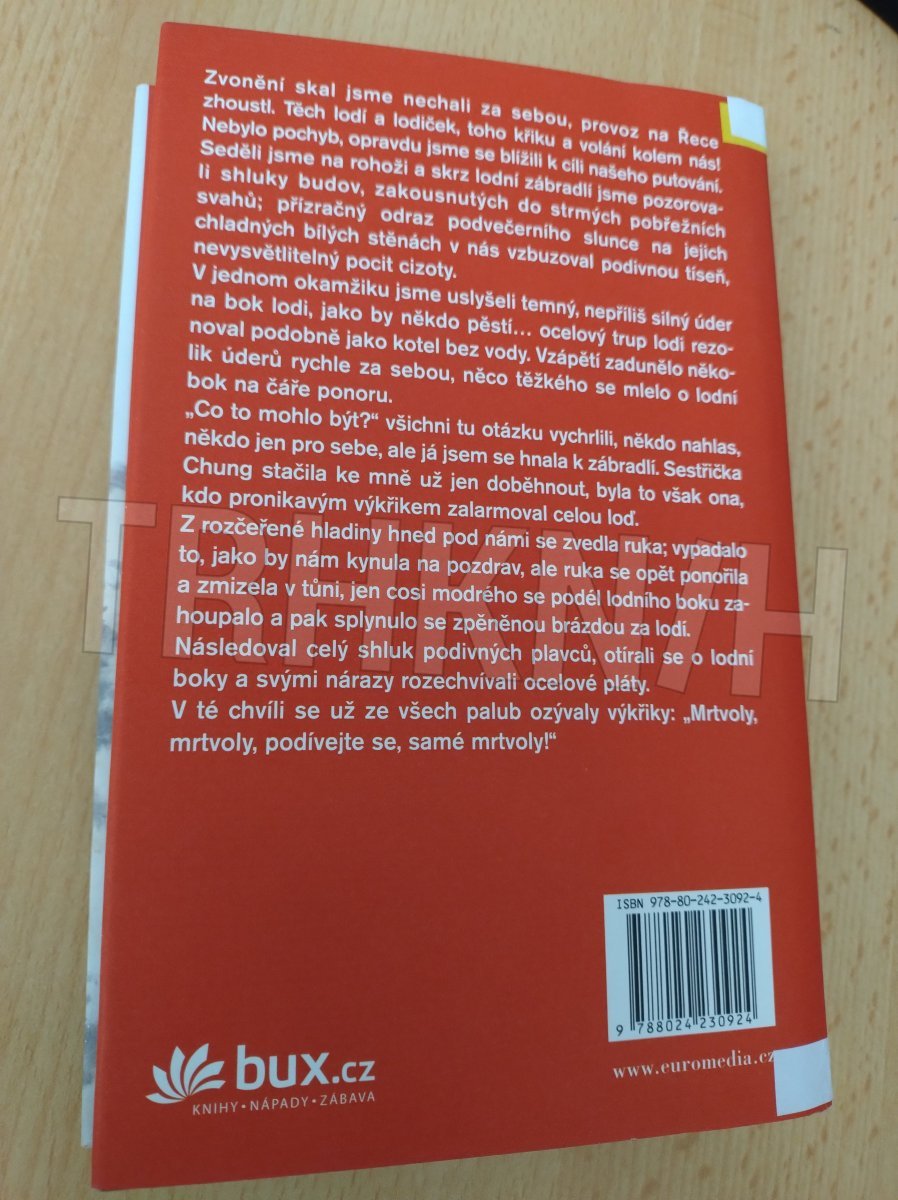 Zvonění skal jsme nechali za sebou, provoz na Řece
zhoustl. Těch lodí a lodiček, toho křiku a volání kolem nás!
Nebylo pochyb, opravdu jsme se blížili k cíli našeho putování.
Seděli jsme na rohoži a skrz lodní zábradlí jsme pozorova-
li shluky budov, zakousnutých do strmých pobřežních
svahů; přízračný odraz podvečerního slunce na jejich
chladných bílých stěnách v nás vzbuzoval podivnou tíseň,
nevysvětlitelný pocit cizoty.
V jednom okamžiku jsme uslyšeli temný, nepříliš silný úder
na bok lodi, jako by někdo pěstí... ocelový trup lodi rezo-
noval podobně jako kotel bez vody. Vzápětí zadunělo něko-
lik úderů rychle za sebou, něco těžkého se mlelo o lodní
bok na čáře ponoru.
„Co to mohlo být?“ všichni tu otázku vychrlili, někdo nahlas,
někdo jen pro sebe, ale já jsem se hnala k zábradlí. Sestřička
Chung stačila ke mně už jen doběhnout, byla to však ona,
kdo pronikavým výkřikem zalarmoval celou loď.
Z rozčeřené hladiny hned pod námi se zvedla ruka; vypadalo
to, jako by nám kynula na pozdrav, ale ruka se opět ponořila
a zmizela v tůni, jen cosi modrého se podél lodního boku za-
houpalo a pak splynulo se zpěněnou brázdou za lodí.
Následoval celý shluk podivných plavců, otírali se o lodní
boky a svými nárazy rozechvívali ocelové pláty.
V té chvíli se už ze všech palub ozývaly výkřiky: „Mrtvoly,
mrtvoly, podívejte se, samé mrtvoly!“
TRHKNVH
ISBN 978-80-242-3092-4
9 788024 230924
bux.cz
KNIHY • NÁPADY • ZÁBAVA
www.euromedia.cz